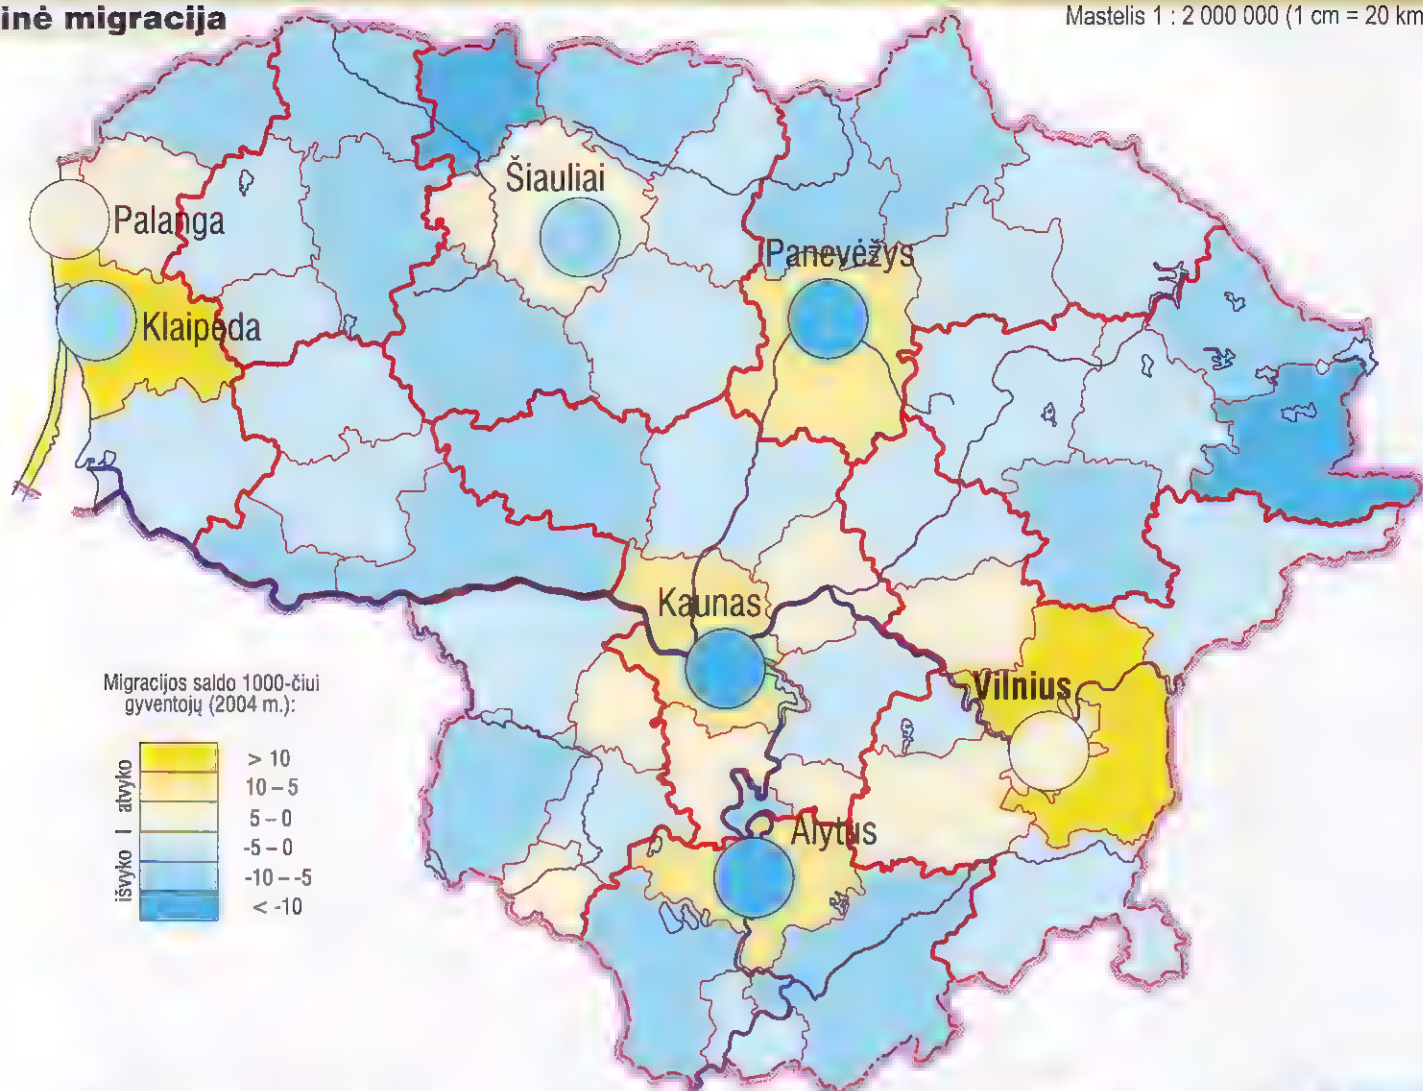 inė migracija
Mastelis 1 : 2 000 000 (1 cm = 20 km
Šiauliai
Palanga
Panevėžys
Klaipėda
Kaunas
Vilnius
Alytus
Migracijos saldo 1000-čiui
gyventojų (2004 m.):
išvyko | atvyko
> 10
10 – 5
5 – 0
-5 – 0
-10 – -5
< -10